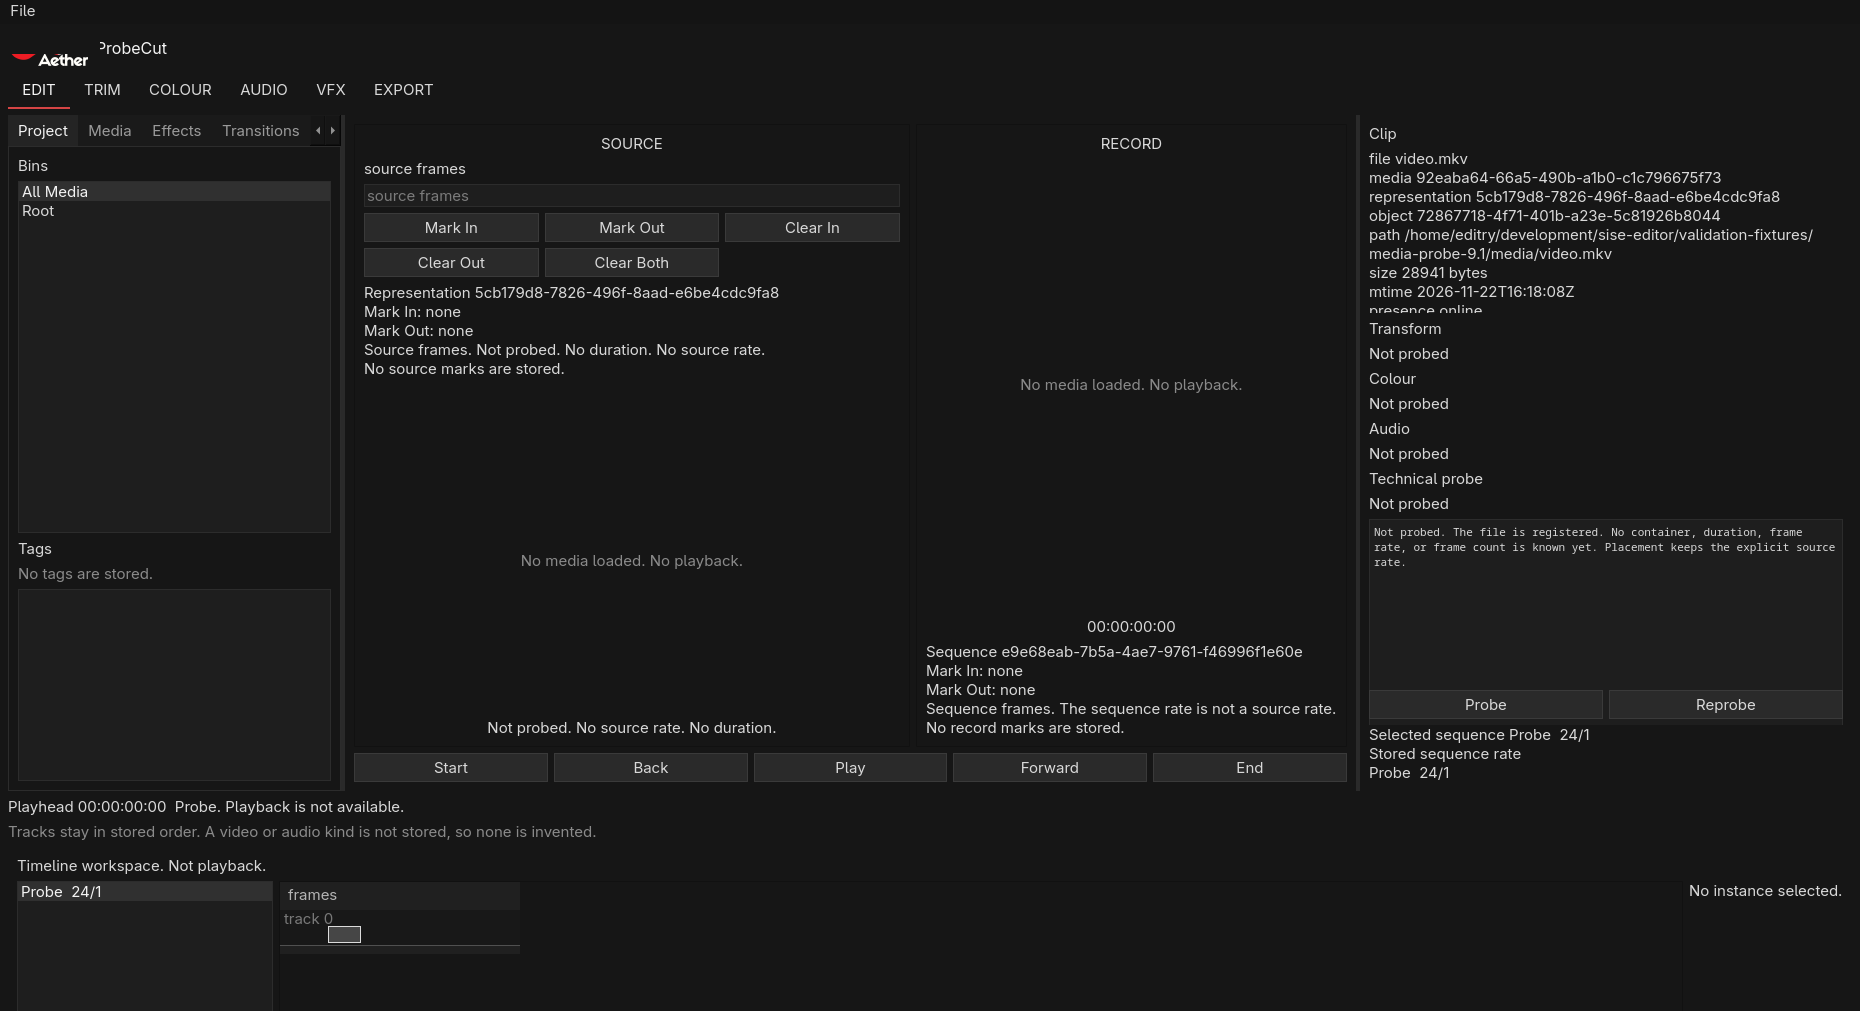 File
Aether
ProbeCut
EDIT TRIM COLOUR AUDIO VFX EXPORT
Project Media Effects Transitions
Bins
All Media
Root
Tags
No tags are stored.
SOURCE
source frames
source frames
Mark In Mark Out Clear In
Clear Out Clear Both
Representation 5cb179d8-7826-496f-8aad-e6be4cdc9fa8
Mark In: none
Mark Out: none
Source frames. Not probed. No duration. No source rate.
No source marks are stored.
No media loaded. No playback.
Not probed. No source rate. No duration.
RECORD
No media loaded. No playback.
00:00:00:00
Sequence e9e68eab-7b5a-4ae7-9761-f46996f1e60e
Mark In: none
Mark Out: none
Sequence frames. The sequence rate is not a source rate.
No record marks are stored.
Start Back Play Forward End
Clip
file video.mkv
media 92eaba64-66a5-490b-a1b0-c1c796675f73
representation 5cb179d8-7826-496f-8aad-e6be4cdc9fa8
object 72867718-4f71-401b-a23e-5c81926b8044
path /home/editry/development/sise-editor/validation-fixtures/
media-probe-9.1/media/video.mkv
size 28941 bytes
mtime 2026-11-22T16:18:08Z
presence online
Transform
Not probed
Colour
Not probed
Audio
Not probed
Technical probe
Not probed
Not probed. The file is registered. No container, duration, frame
rate, or frame count is known yet. Placement keeps the explicit source
rate.
Probe Reprobe
Selected sequence Probe 24/1
Stored sequence rate
Probe 24/1
Playhead 00:00:00:00 Probe. Playback is not available.
Tracks stay in stored order. A video or audio kind is not stored, so none is invented.
Timeline workspace. Not playback.
Probe 24/1
frames
track 0
No instance selected.